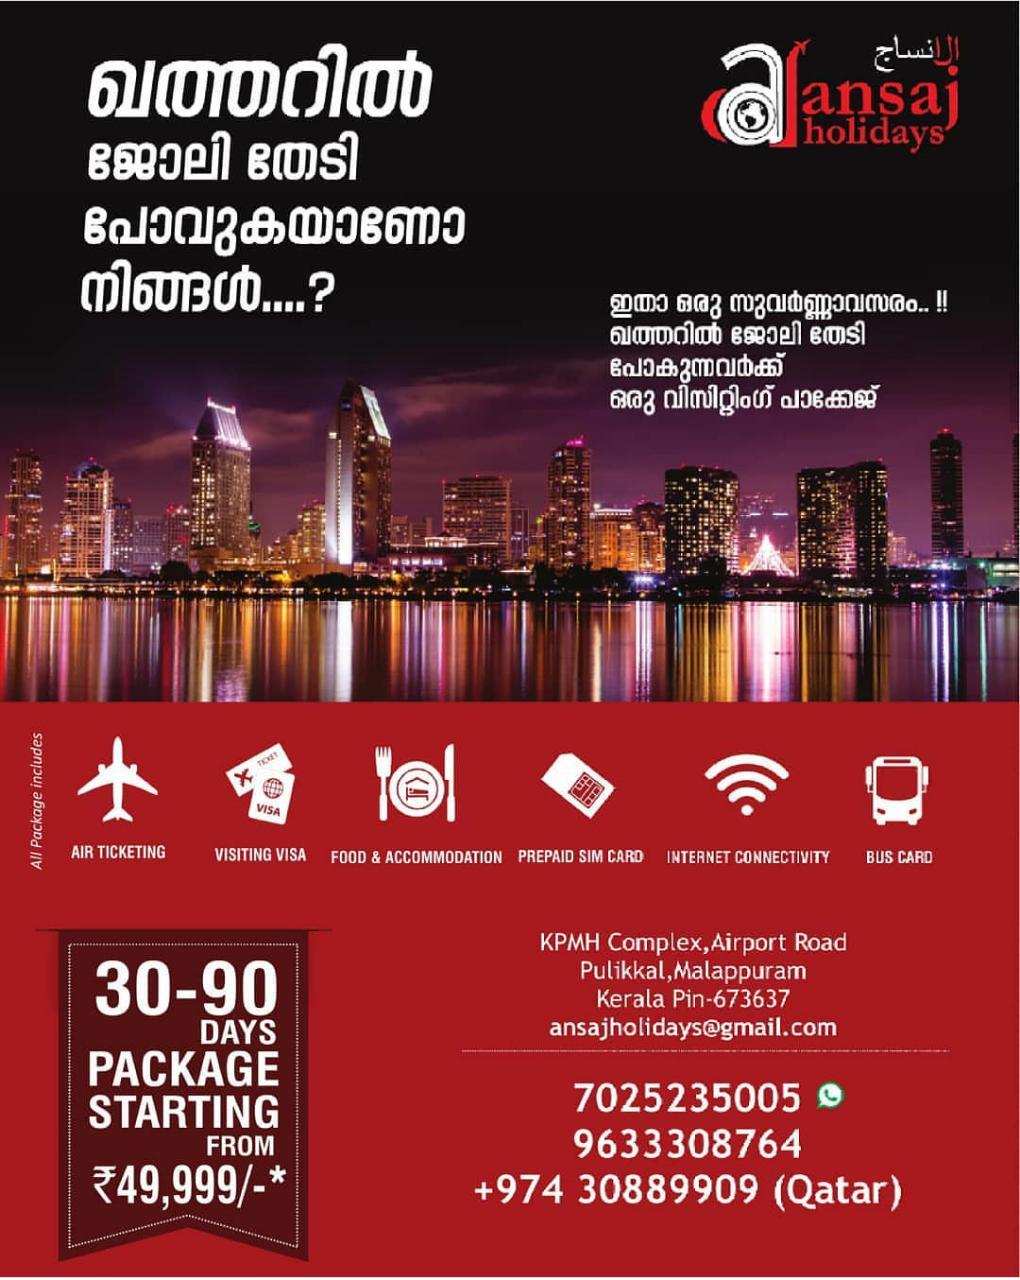 ഖത്തറിൽ
ജോലി തേടി
പോവുകയാണോ
നിങ്ങൾ....?
الانساج
al ansaj
holidays
ഇതാ ഒരു സുവർണ്ണാവസരം.. !!
ഖത്തറിൽ ജോലി തേടി
പോകുന്നവർക്ക്
ഒരു വിസിറ്റിംഗ് പാക്കേജ്
All Package includes
TICKET
VISA
AIR TICKETING
VISITING VISA
FOOD & ACCOMMODATION
PREPAID SIM CARD
INTERNET CONNECTIVITY
BUS CARD
30-90
DAYS
PACKAGE
STARTING
FROM
₹49,999/-*
KPMH Complex,Airport Road
Pulikkal,Malappuram
Kerala Pin-673637
ansajholidays@gmail.com
7025235005
9633308764
+974 30889909 (Qatar)